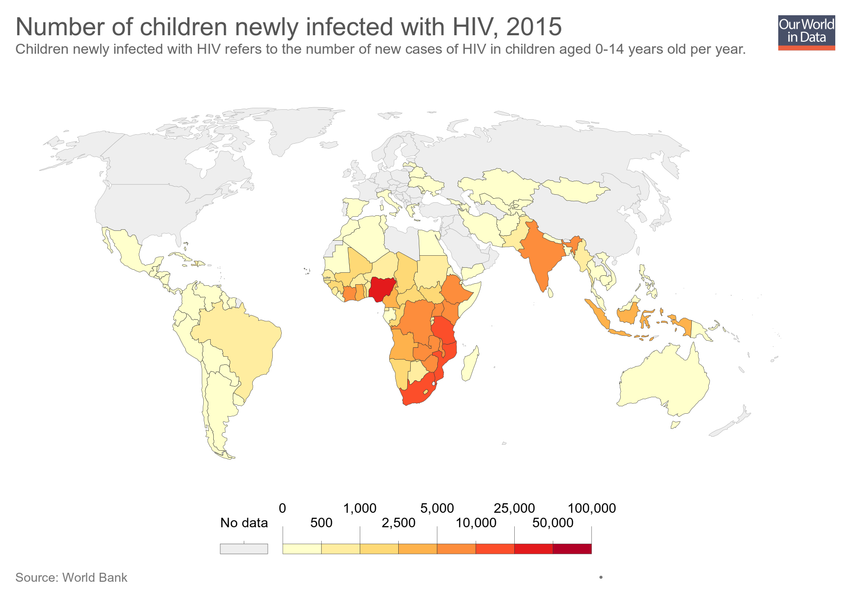 Number of children newly infected with HIV, 2015
Our World
in Data
Children newly infected with HIV refers to the number of new cases of HIV in children aged 0-14 years old per year.
0 1,000 5,000 25,000 100,000
No data 500 2,500 10,000 50,000
Source: World Bank